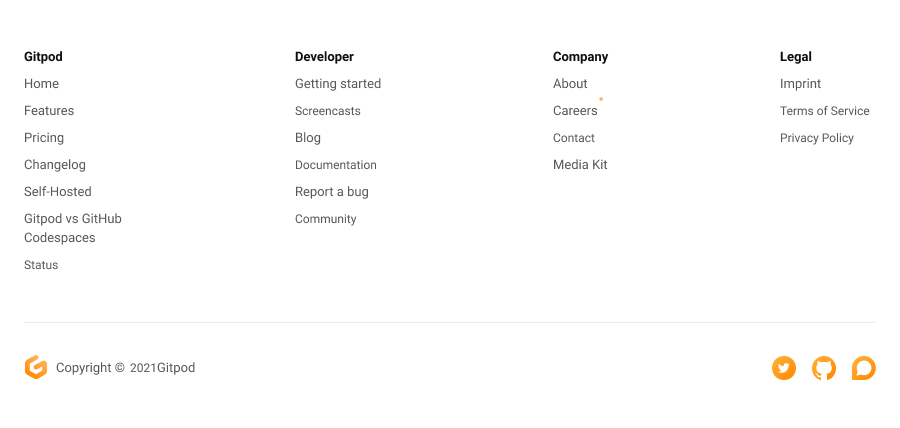 Gitpod
Home
Features
Pricing
Changelog
Self-Hosted
Gitpod vs GitHub
Codespaces
Status
Developer
Getting started
Screencasts
Blog
Documentation
Report a bug
Community
Company
About
Careers
Contact
Media Kit
Legal
Imprint
Terms of Service
Privacy Policy
Copyright © 2021Gitpod